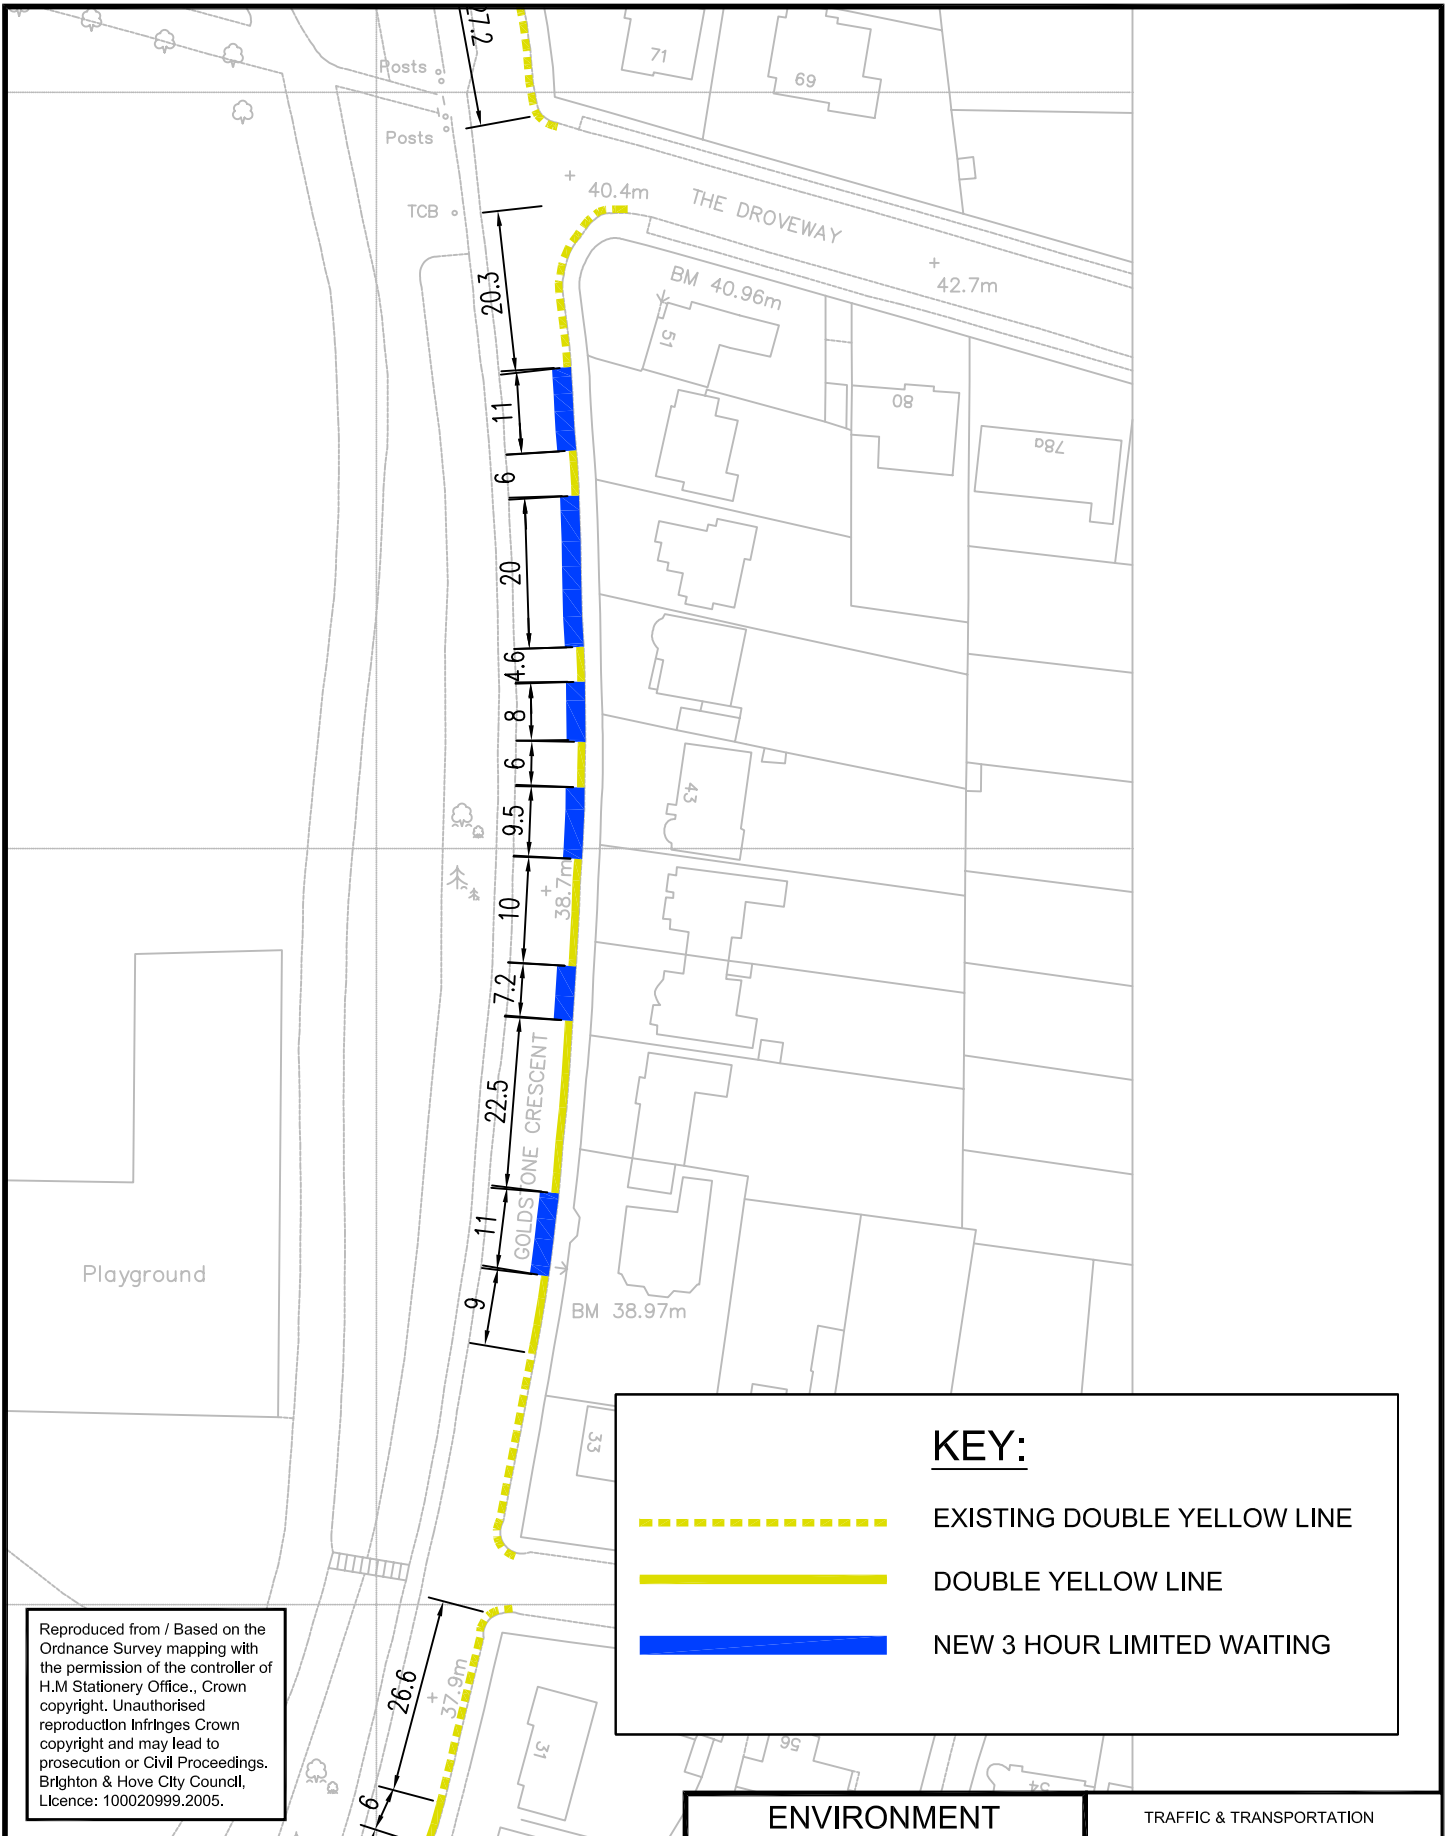 27.2
71
69
Posts
Posts
TCB
40.4m
THE DROVEWAY
42.7m
BM 40.96m
51
20.3
11
80
78a
6
20
4.6
8
6
43
9.5
38.7m
10
7.2
22.5
GOLDSTONE CRESCENT
11
Playground
9
BM 38.97m
33
KEY:
EXISTING DOUBLE YELLOW LINE
DOUBLE YELLOW LINE
NEW 3 HOUR LIMITED WAITING
Reproduced from / Based on the
Ordnance Survey mapping with
the permission of the controller of
H.M Stationery Office., Crown
copyright. Unauthorised
reproduction Infringes Crown
copyright and may lead to
prosecution or Civil Proceedings.
Brighton & Hove City Council,
Licence: 100020999.2005.
26.6
37.9m
31
56
54
6
ENVIRONMENT
TRAFFIC & TRANSPORTATION